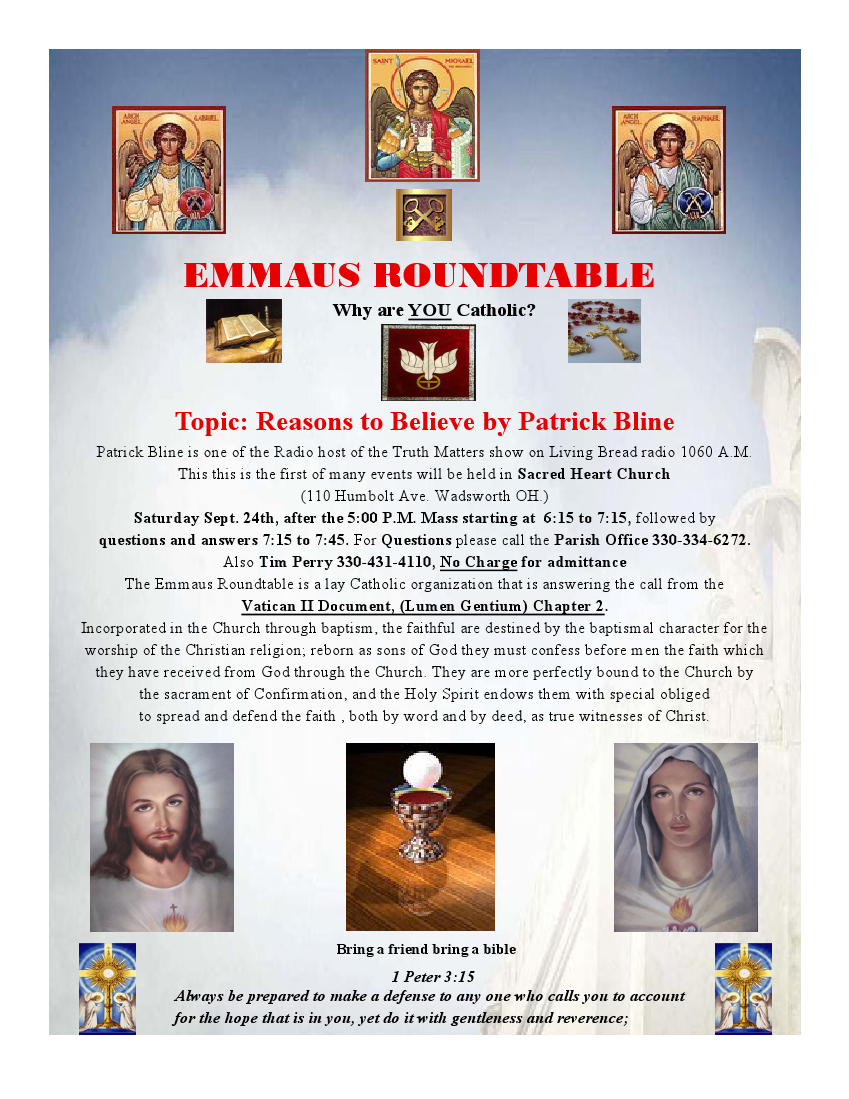 SAINT MICHAEL
ARCH ANGEL GABRIEL
ARCH ANGEL RAPHAEL
EMMAUS ROUNDTABLE
Why are YOU Catholic?
Topic: Reasons to Believe by Patrick Bline
Patrick Bline is one of the Radio host of the Truth Matters show on Living Bread radio 1060 A.M.
This this is the first of many events will be held in Sacred Heart Church
(110 Humbolt Ave. Wadsworth OH.)
Saturday Sept. 24th, after the 5:00 P.M. Mass starting at 6:15 to 7:15, followed by
questions and answers 7:15 to 7:45. For Questions please call the Parish Office 330-334-6272.
Also Tim Perry 330-431-4110, No Charge for admittance
The Emmaus Roundtable is a lay Catholic organization that is answering the call from the
Vatican II Document, (Lumen Gentium) Chapter 2.
Incorporated in the Church through baptism, the faithful are destined by the baptismal character for the
worship of the Christian religion; reborn as sons of God they must confess before men the faith which
they have received from God through the Church. They are more perfectly bound to the Church by
the sacrament of Confirmation, and the Holy Spirit endows them with special obliged
to spread and defend the faith , both by word and by deed, as true witnesses of Christ.
Bring a friend bring a bible
1 Peter 3:15
Always be prepared to make a defense to any one who calls you to account
for the hope that is in you, yet do it with gentleness and reverence;